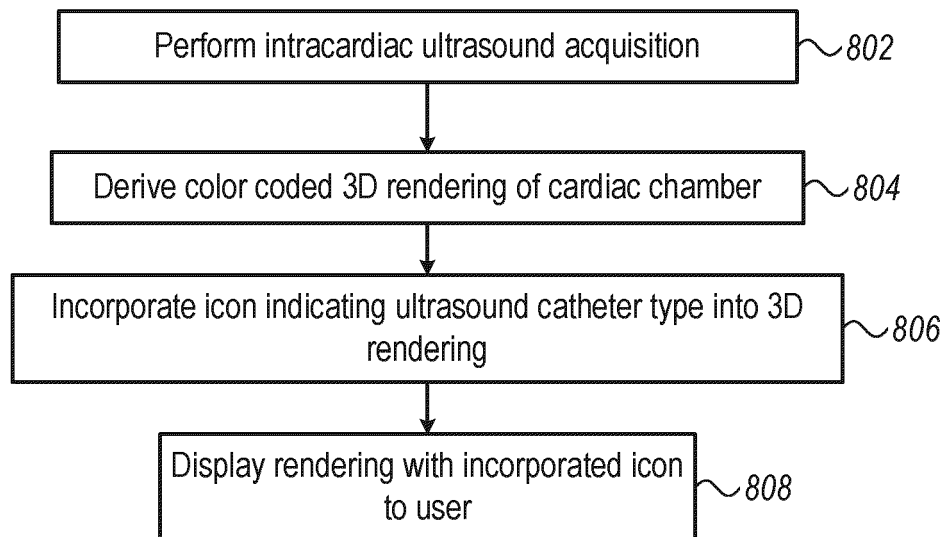 Perform intracardiac ultrasound acquisition
802
Derive color coded 3D rendering of cardiac chamber
804
Incorporate icon indicating ultrasound catheter type into 3D
rendering
806
Display rendering with incorporated icon
to user
808